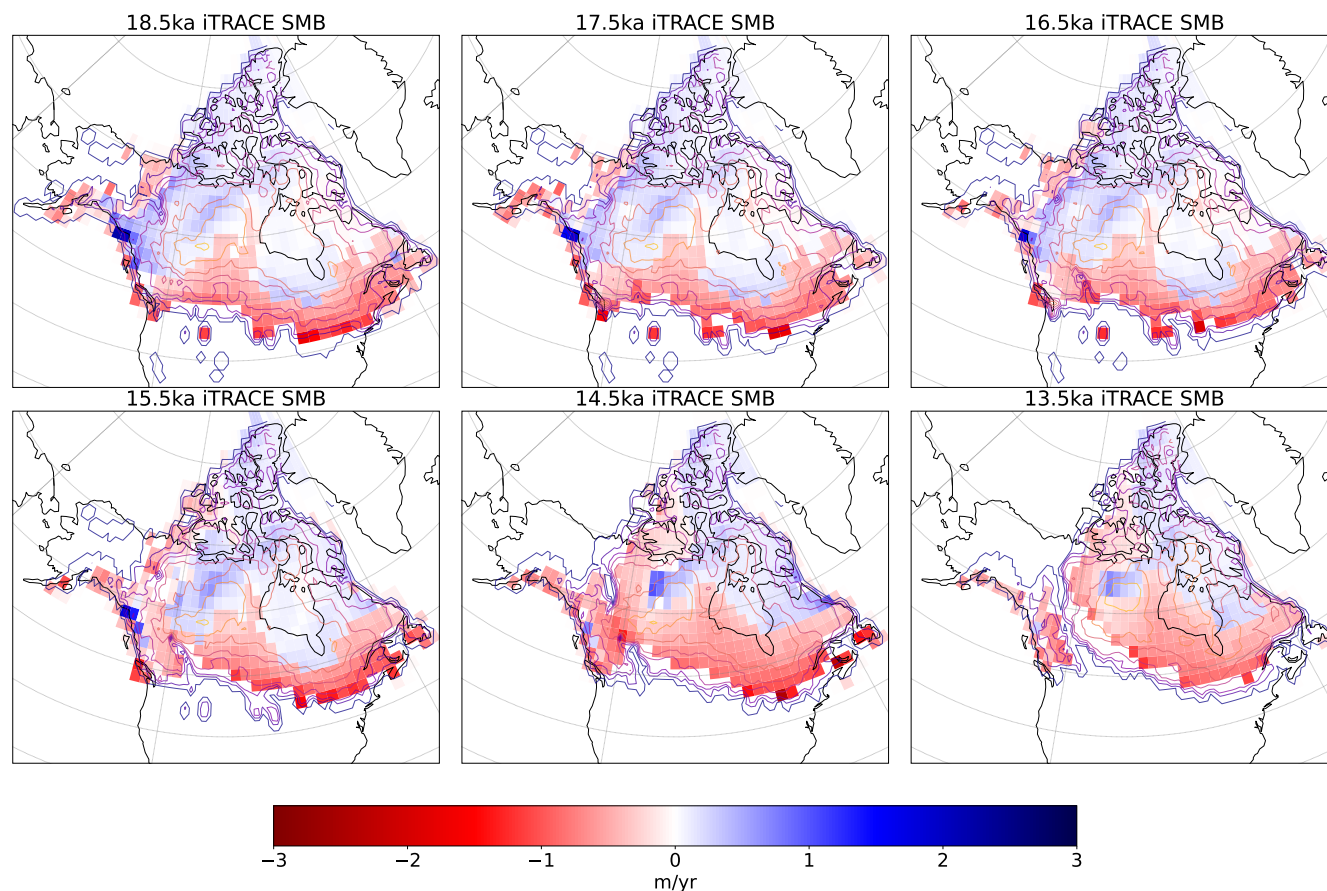 18.5ka iTRACE SMB
17.5ka iTRACE SMB
16.5ka iTRACE SMB
15.5ka iTRACE SMB
14.5ka iTRACE SMB
13.5ka iTRACE SMB
−3 −2 −1 0 1 2 3
m/yr